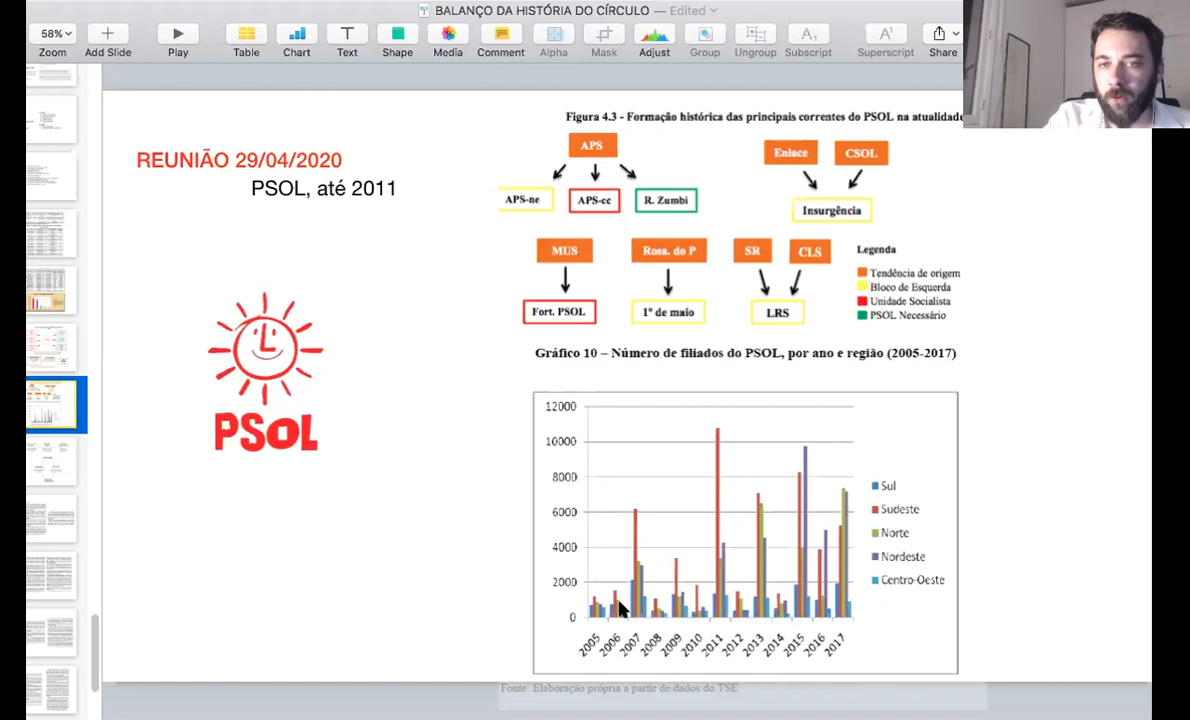 BALANÇO DA HISTÓRIA DO CÍRCULO — Edited
58%
Zoom
Add Slide
Play
Table
Chart
Text
Shape
Media
Comment
Alpha
Mask
Adjust
Group
Ungroup
Subscript
Superscript
Share
REUNIÃO 29/04/2020
PSOL, até 2011
PSOL
Figura 4.3 - Formação histórica das principais correntes do PSOL na atualidade
APS
Enlace
CSOL
APS-ne
APS-cc
R. Zumbi
Insurgência
MUS
Rosa. do P
SR
CLS
Fort. PSOL
1º de maio
LRS
Legenda
Tendência de origem
Bloco de Esquerda
Unidade Socialista
PSOL Necessário
Gráfico 10 – Número de filiados do PSOL, por ano e região (2005-2017)
12000
10000
8000
6000
4000
2000
0
2005
2006
2007
2008
2009
2010
2011
2012
2013
2014
2015
2016
2017
Sul
Sudeste
Norte
Nordeste
Centro-Oeste
Fonte: Elaboração própria a partir de dados do TSE